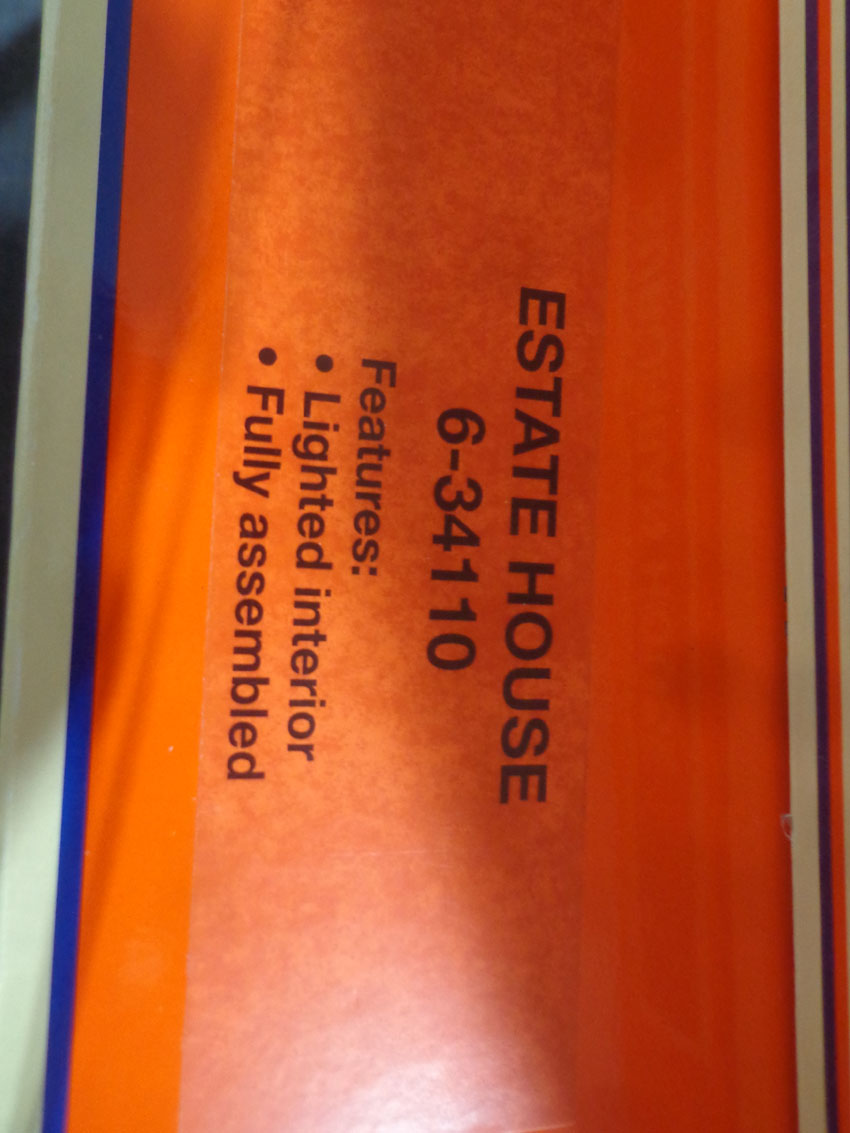 ESTATE HOUSE
6-34110
Features:
• Lighted interior
• Fully assembled